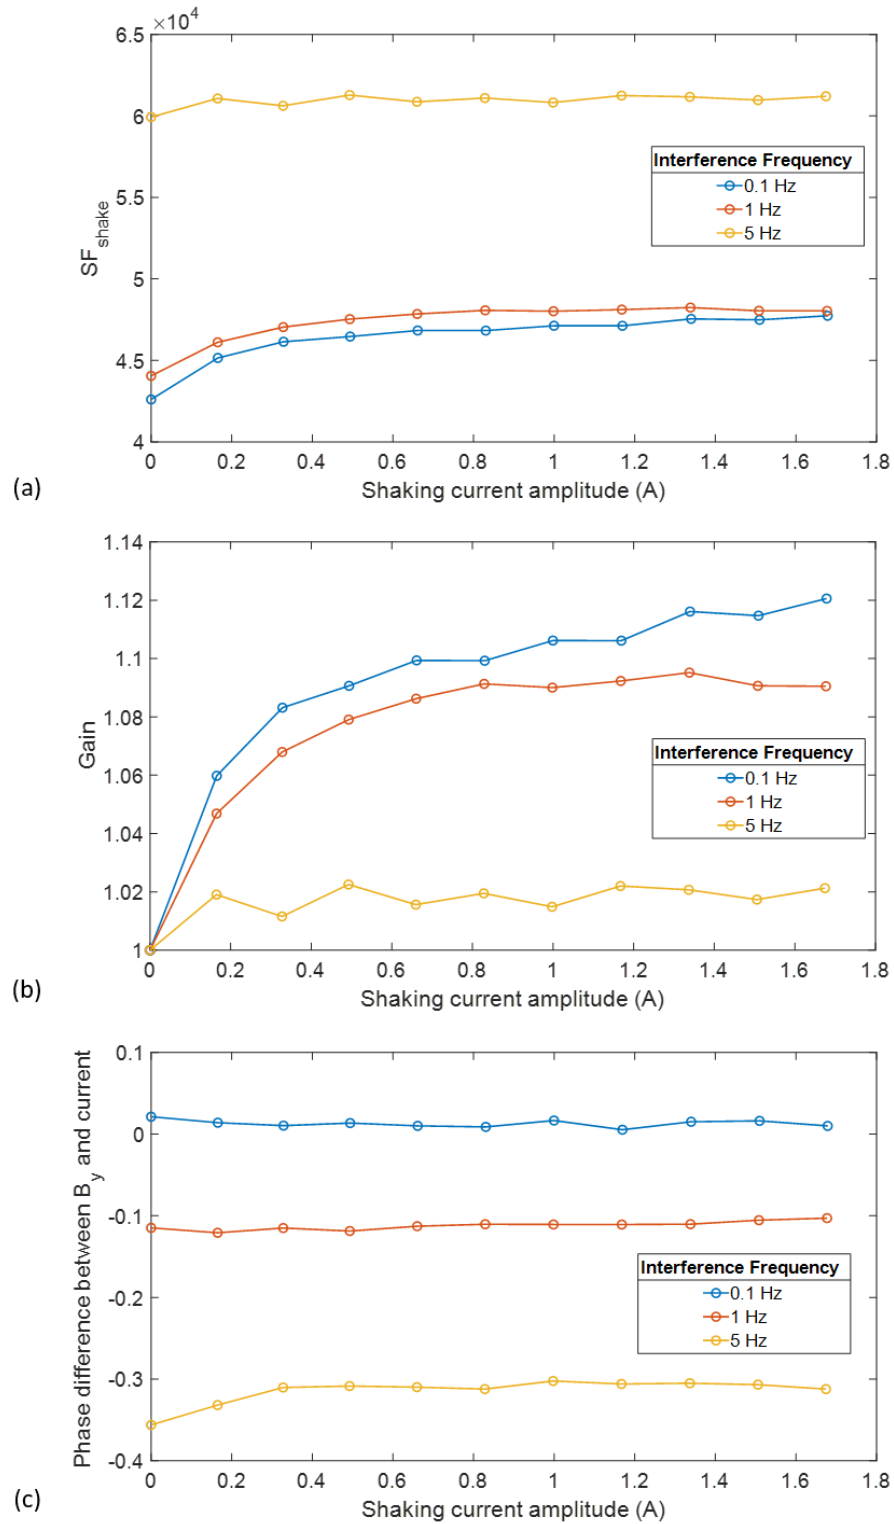 ×10⁴
6.5
6
5.5
5
4.5
4
SF_shake
Interference Frequency
0.1 Hz
1 Hz
5 Hz
0 0.2 0.4 0.6 0.8 1 1.2 1.4 1.6 1.8
Shaking current amplitude (A)
(a)
1.14
1.12
1.1
1.08
1.06
1.04
1.02
1
Gain
Interference Frequency
0.1 Hz
1 Hz
5 Hz
0 0.2 0.4 0.6 0.8 1 1.2 1.4 1.6 1.8
Shaking current amplitude (A)
(b)
0.1
0
-0.1
-0.2
-0.3
-0.4
Phase difference between B_y and current
Interference Frequency
0.1 Hz
1 Hz
5 Hz
0 0.2 0.4 0.6 0.8 1 1.2 1.4 1.6 1.8
Shaking current amplitude (A)
(c)